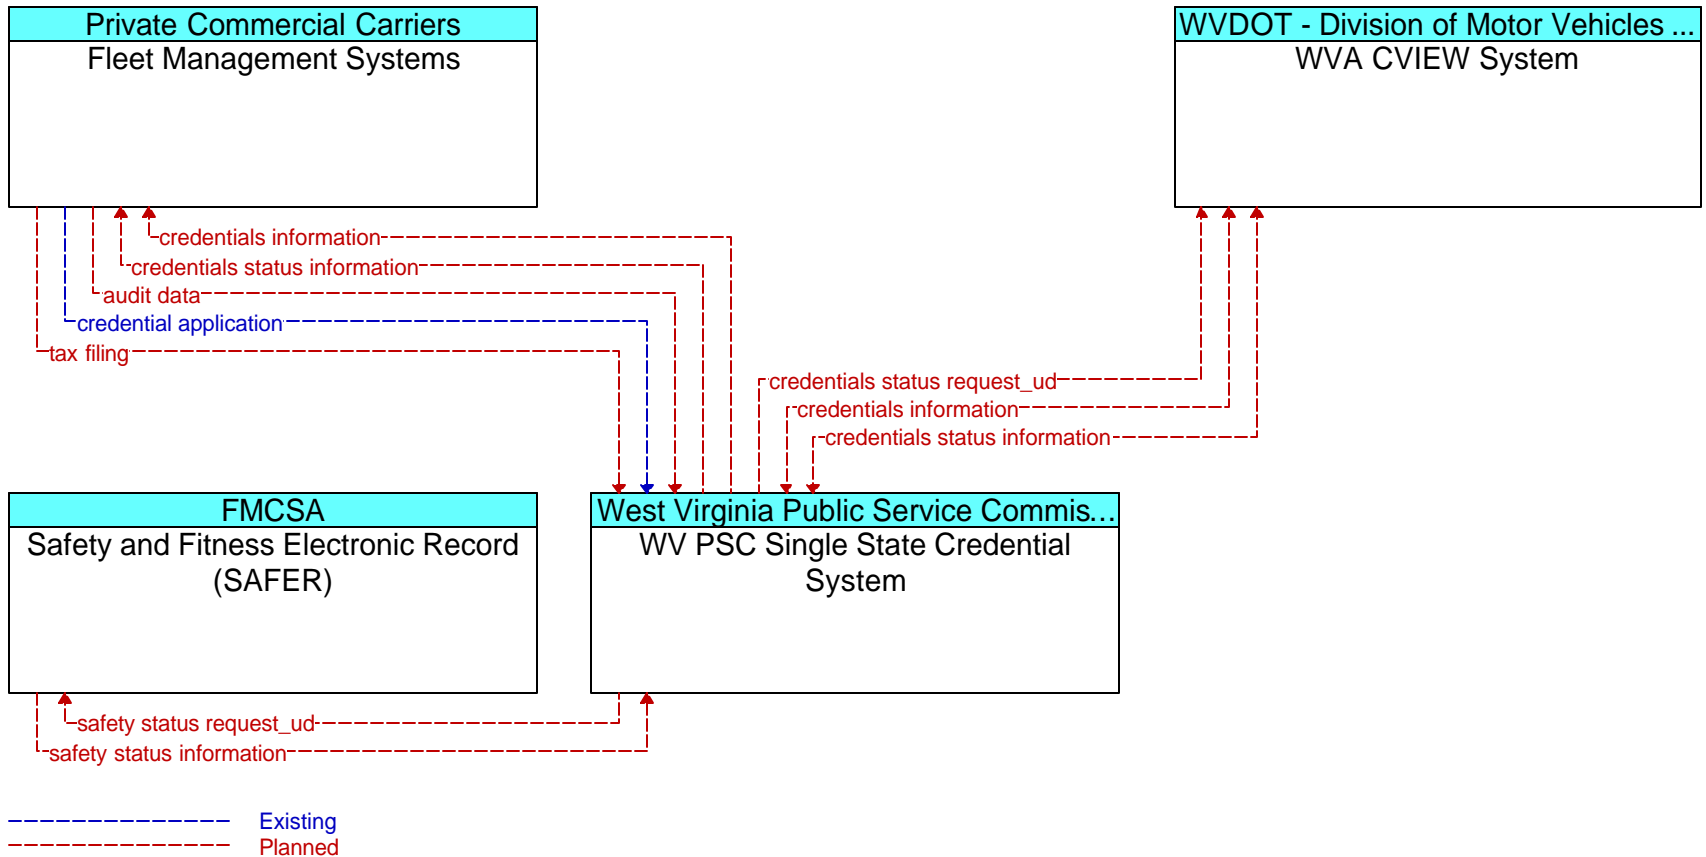 Private Commercial Carriers
Fleet Management Systems
WVDOT - Division of Motor Vehicles ...
WVA CVIEW System
credentials information
credentials status information
audit data
credential application
tax filing
credentials status request_ud
credentials information
credentials status information
FMCSA
Safety and Fitness Electronic Record
(SAFER)
West Virginia Public Service Commis...
WV PSC Single State Credential
System
safety status request_ud
safety status information
Existing
Planned